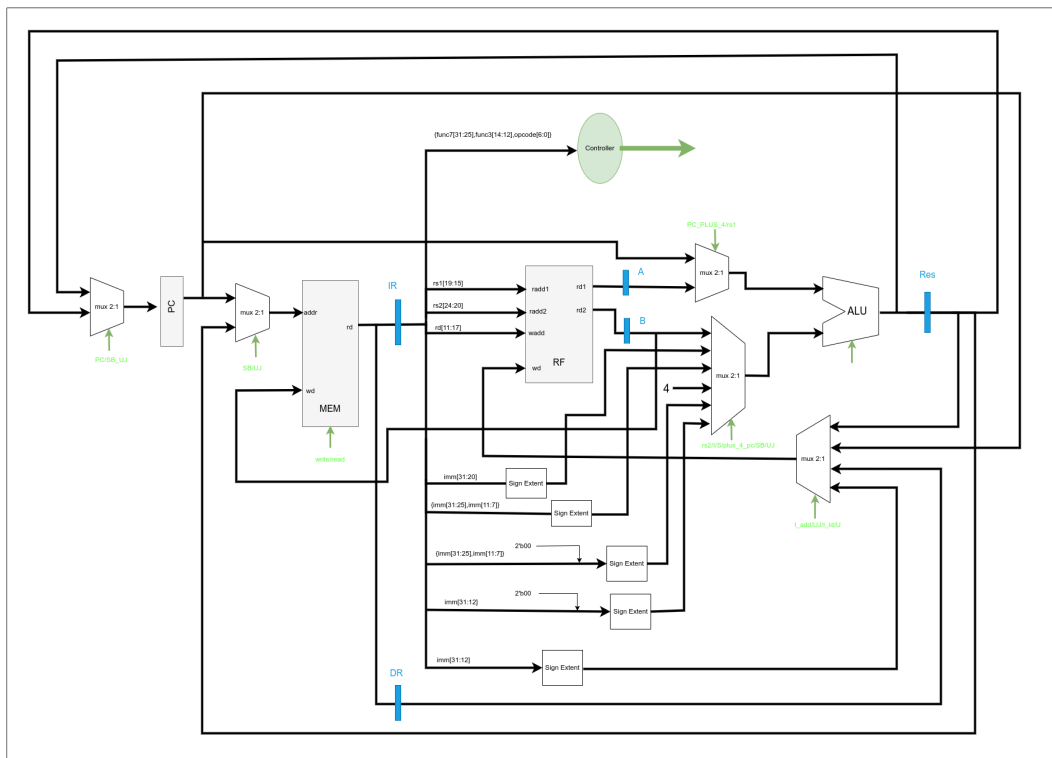 {func7[31:25],func3[14:12],opcode[6:0]}
Controller
PC_PLUS_4/rs1
mux 2:1
A
Res
IR
rs1[19:15]
radd1
rd1
mux 2:1
PC
mux 2:1
addr
rd
rs2[24:20]
radd2
rd2
ALU
B
rd[11:17]
wadd
RF
PC/SB_UJ
SB/UJ
wd
mux 2:1
4
wd
MEM
rs2/I/S/plus_4_pc/SB/UJ
mux 2:1
imm[31:20]
Sign Extent
{imm[31:25],imm[11:7]}
Sign Extent
2'b00
{imm[31:25],imm[11:7]}
Sign Extent
2'b00
imm[31:12]
Sign Extent
imm[31:12]
Sign Extent
DR